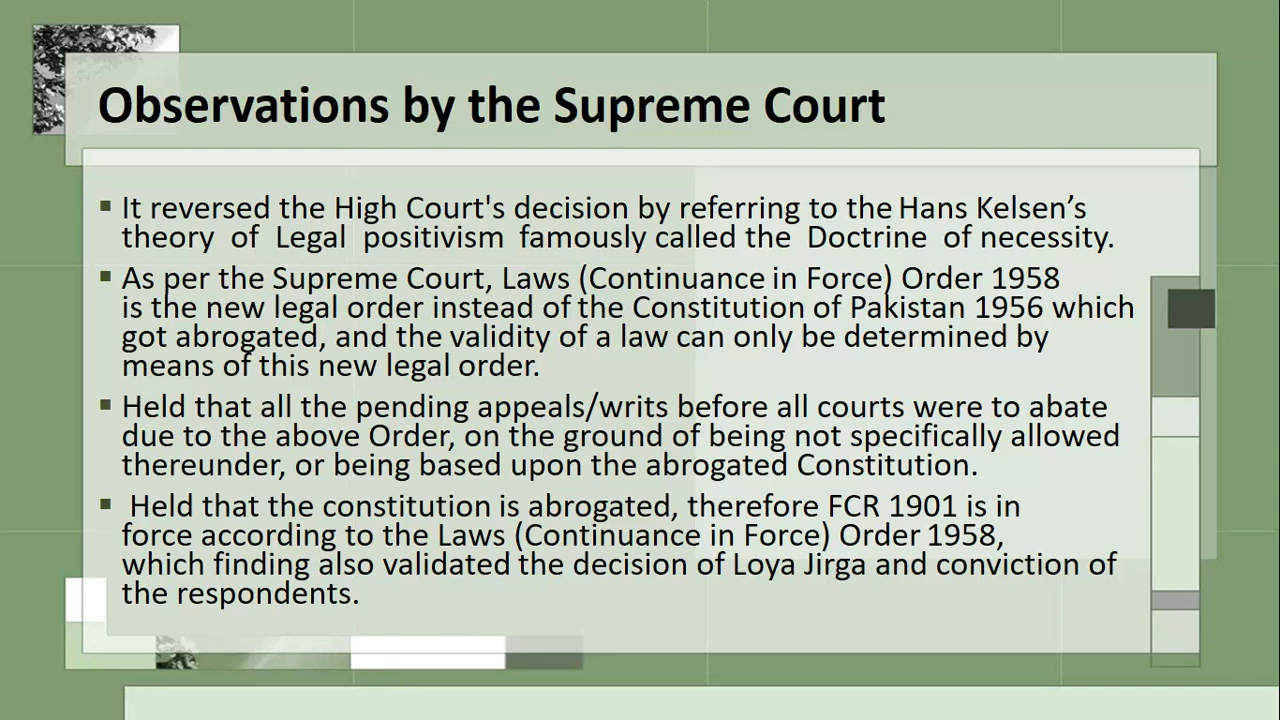 Observations by the Supreme Court
▪ It reversed the High Court's decision by referring to the Hans Kelsen’s
theory of Legal positivism famously called the Doctrine of necessity.
▪ As per the Supreme Court, Laws (Continuance in Force) Order 1958
is the new legal order instead of the Constitution of Pakistan 1956 which
got abrogated, and the validity of a law can only be determined by
means of this new legal order.
▪ Held that all the pending appeals/writs before all courts were to abate
due to the above Order, on the ground of being not specifically allowed
thereunder, or being based upon the abrogated Constitution.
▪ Held that the constitution is abrogated, therefore FCR 1901 is in
force according to the Laws (Continuance in Force) Order 1958,
which finding also validated the decision of Loya Jirga and conviction of
the respondents.